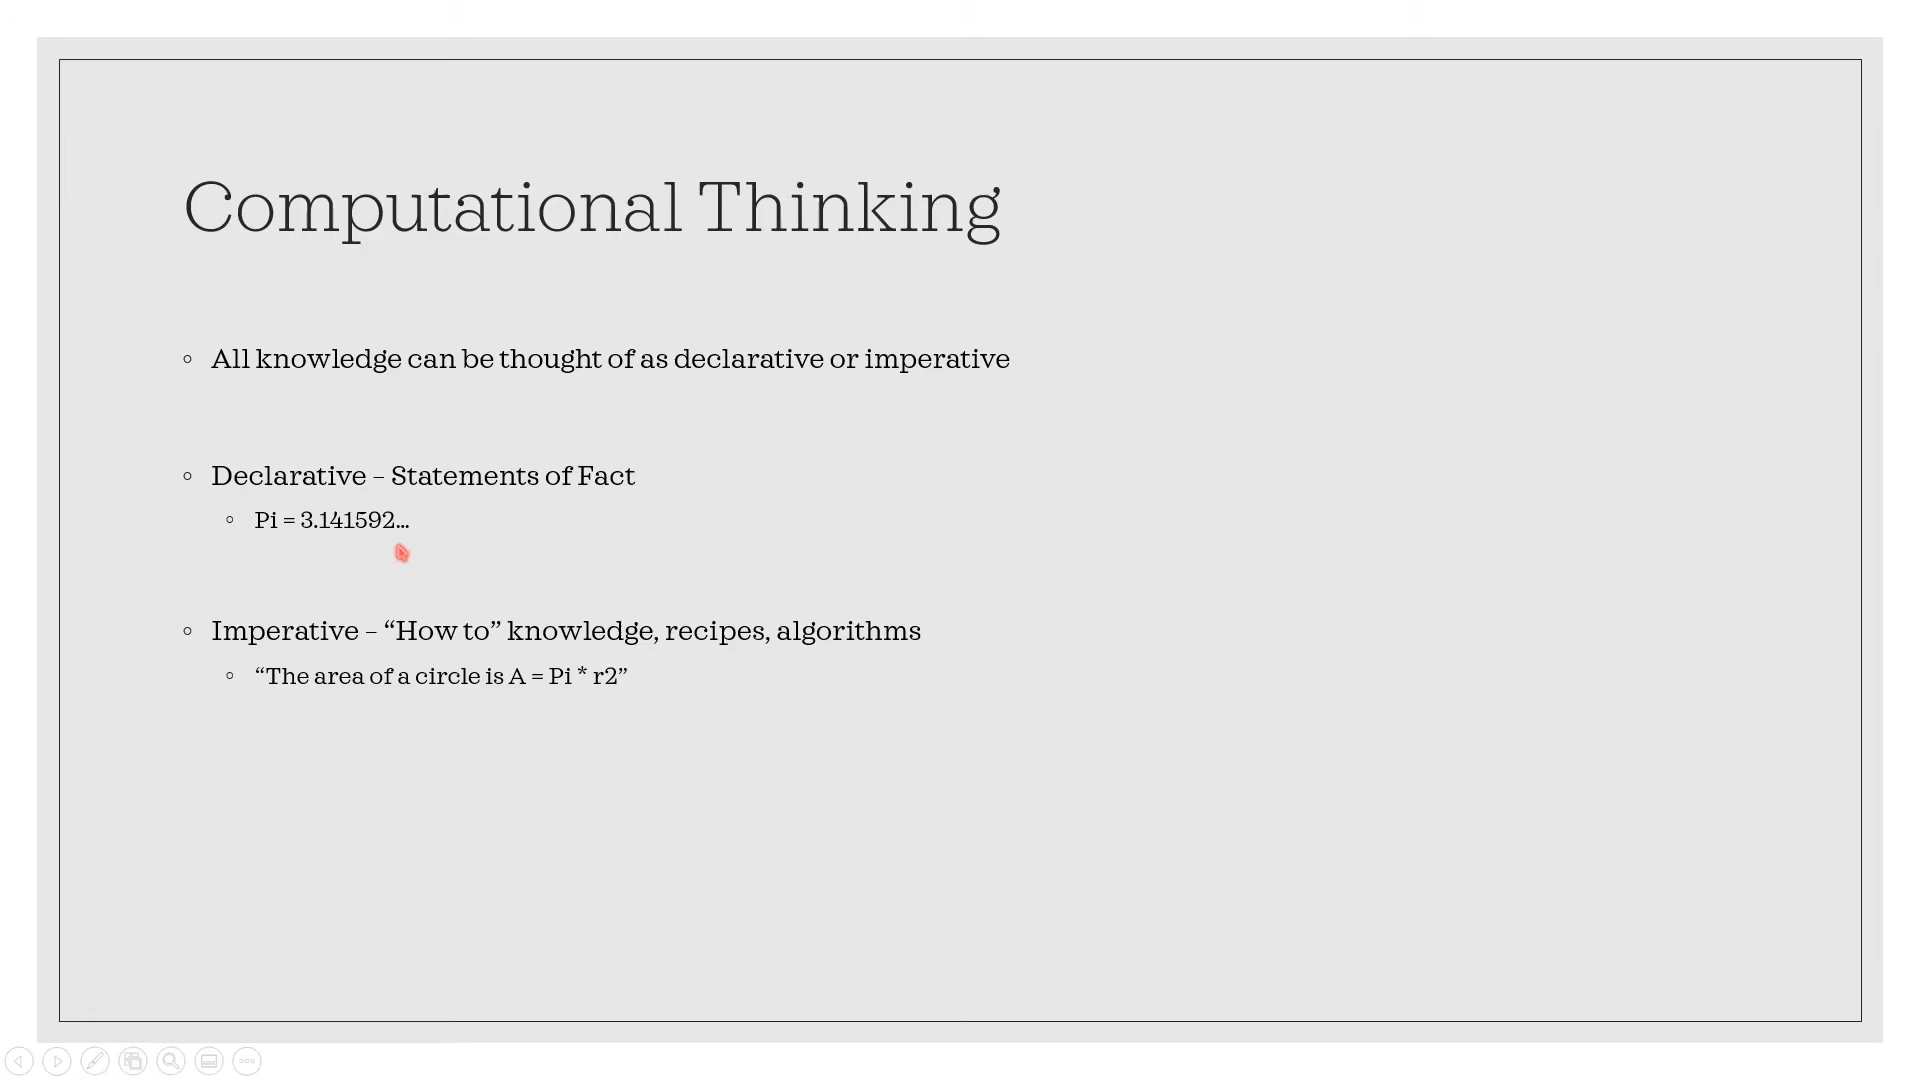 Computational Thinking
All knowledge can be thought of as declarative or imperative
Declarative – Statements of Fact
Pi = 3.141592…
Imperative – “How to” knowledge, recipes, algorithms
“The area of a circle is A = Pi * r2”